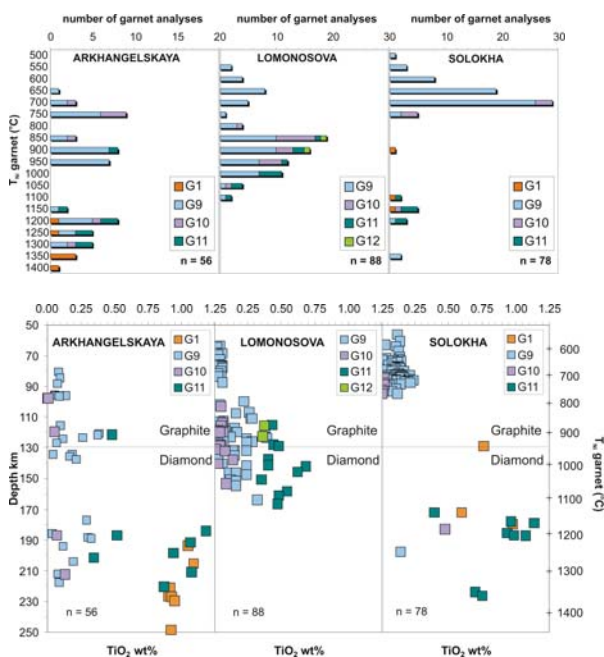 number of garnet analyses number of garnet analyses number of garnet analyses
0 5 10 15 20 0 10 20 30 0 10 20 30
T Ni garnet (°C)
500
550
600
650
700
750
800
850
900
950
1000
1050
1100
1150
1200
1250
1300
1350
1400
ARKHANGELSKAYA
G1
G9
G10
G11
n = 56
LOMONOSOVA
G9
G10
G11
G12
n = 88
SOLOKHA
G1
G9
G10
G11
n = 78
0 0.25 0.50 0.75 1.00 1.25 0.25 0.50 0.75 1.00 1.25 0.25 0.50 0.75 1.00 1.25
Depth km
50
70
90
110
130
150
170
190
210
230
250
ARKHANGELSKAYA
G1
G9
G10
G11
Graphite
Diamond
n = 56
LOMONOSOVA
G9
G10
G11
G12
Graphite
Diamond
n = 88
SOLOKHA
G1
G9
G10
G11
Graphite
Diamond
n = 78
600
700
800
900
1000
1100
1200
1300
1400
T Ni garnet (°C)
TiO2 wt% TiO2 wt% TiO2 wt%